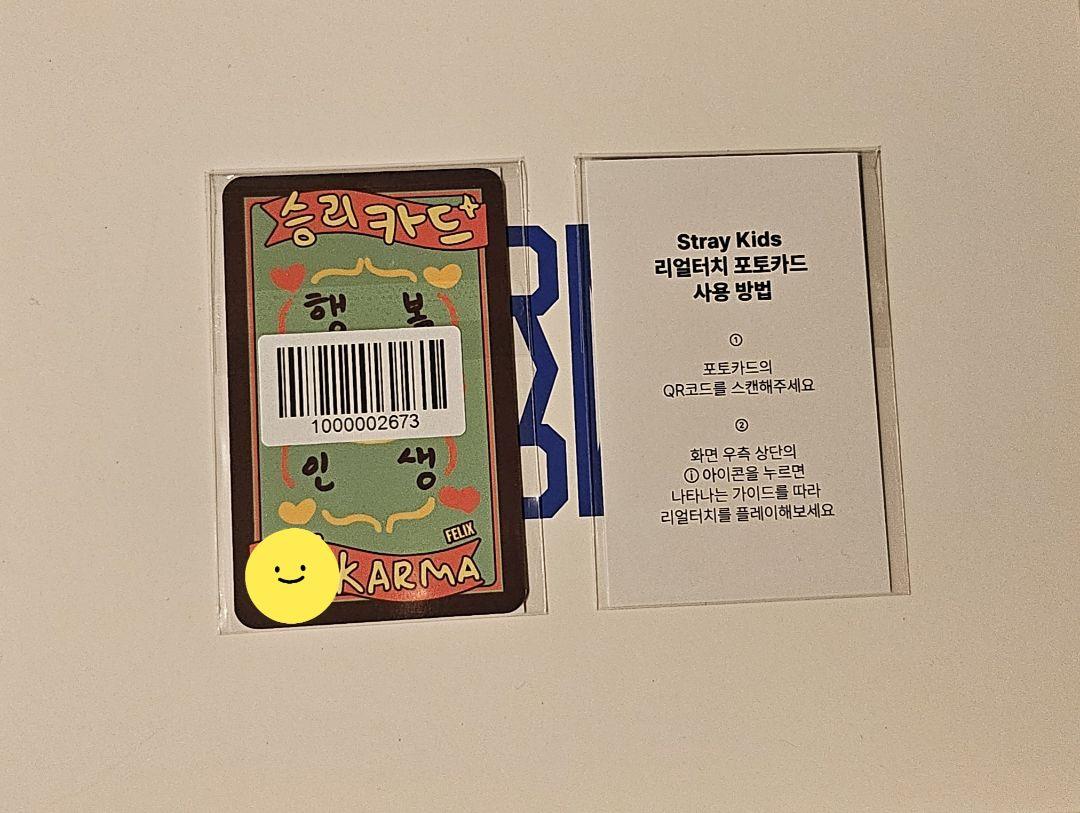 승리 카드
행 복
1000002673
인 생
FELIX
KARMA
Stray Kids
리얼터치 포토카드
사용 방법
①
포토카드의
QR코드를 스캔해주세요
②
화면 우측 상단의
ⓘ 아이콘을 누르면
나타나는 가이드를 따라
리얼터치를 플레이해보세요